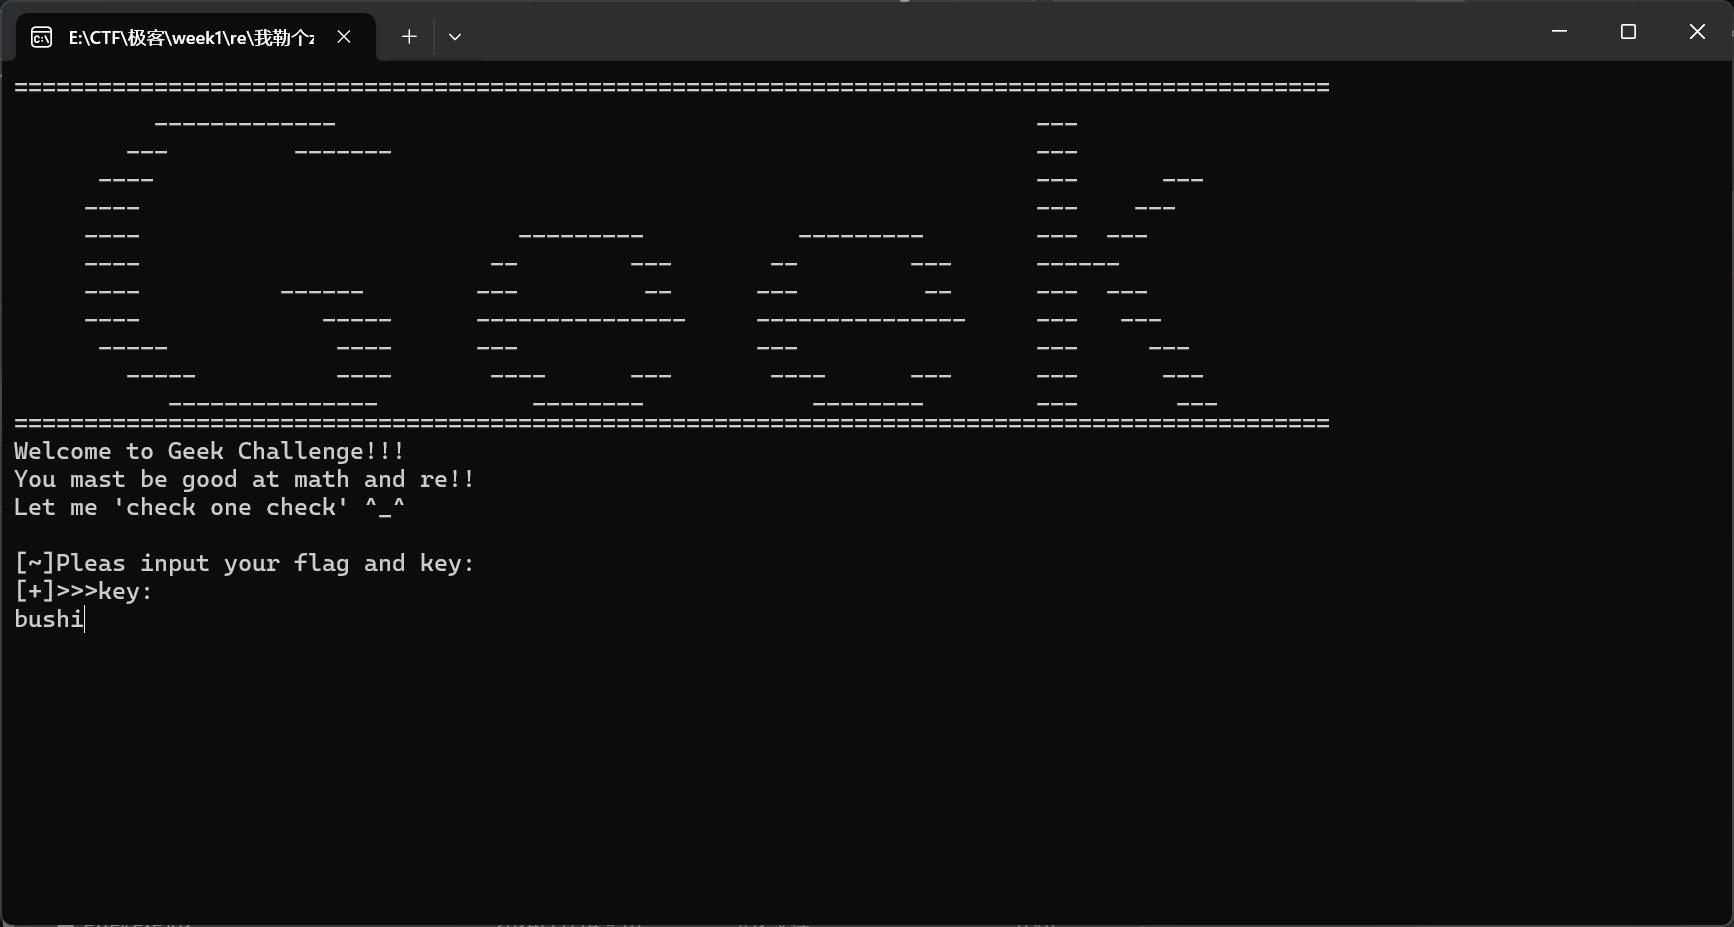 E:\CTF\极客\week1\re\我勒个z
==============================================================================================
Welcome to Geek Challenge!!!
You mast be good at math and re!!
Let me 'check one check' ^_^
[~]Pleas input your flag and key:
[+]>>>key:
bushi